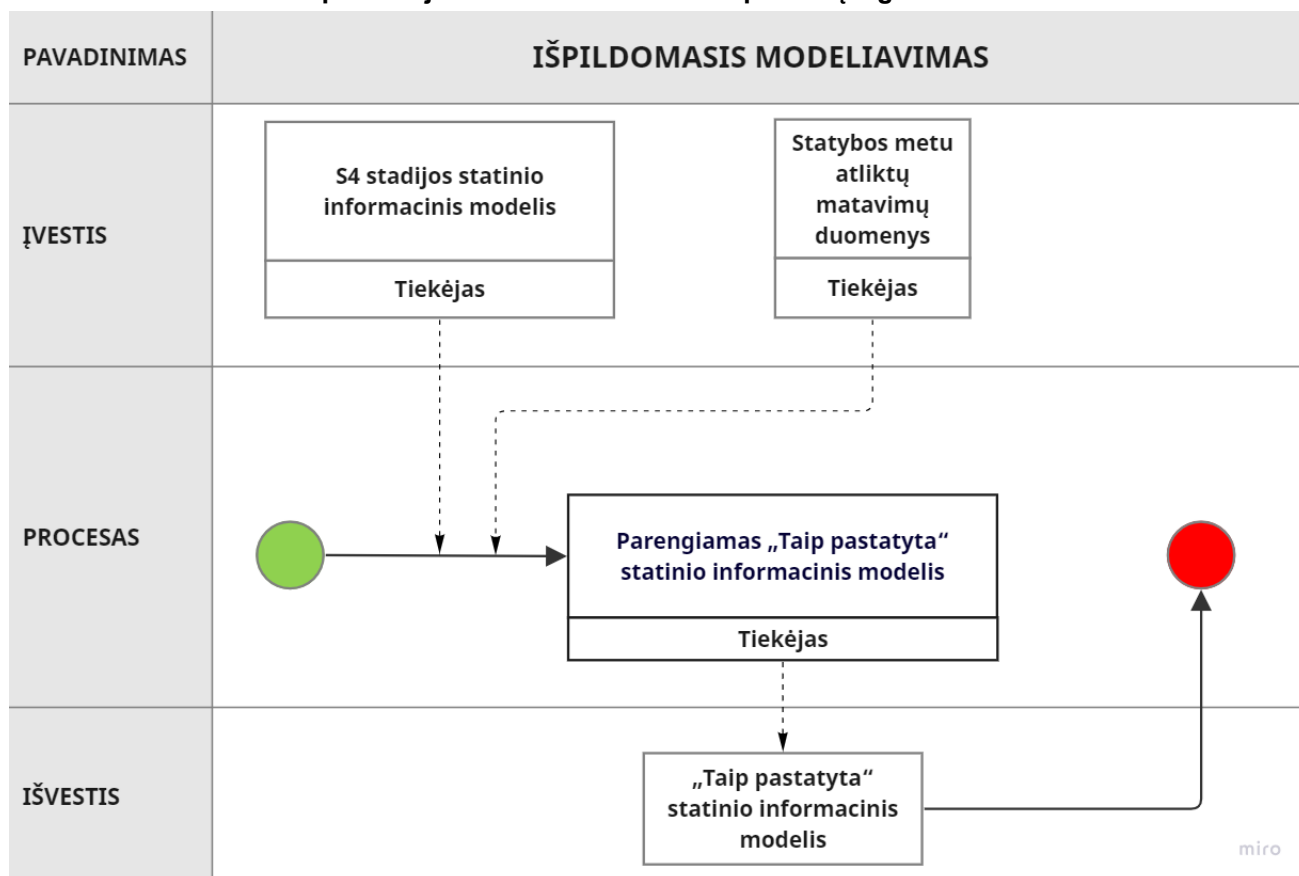 PAVADINIMAS
IŠPILDOMASIS MODELIAVIMAS
ĮVESTIS
S4 stadijos statinio
informacinis modelis
Tiekėjas
Statybos metu
atliktų
matavimų
duomenys
Tiekėjas
PROCESAS
Parengiamas „Taip pastatyta“
statinio informacinis modelis
Tiekėjas
IŠVESTIS
„Taip pastatyta“
statinio informacinis
modelis
miro